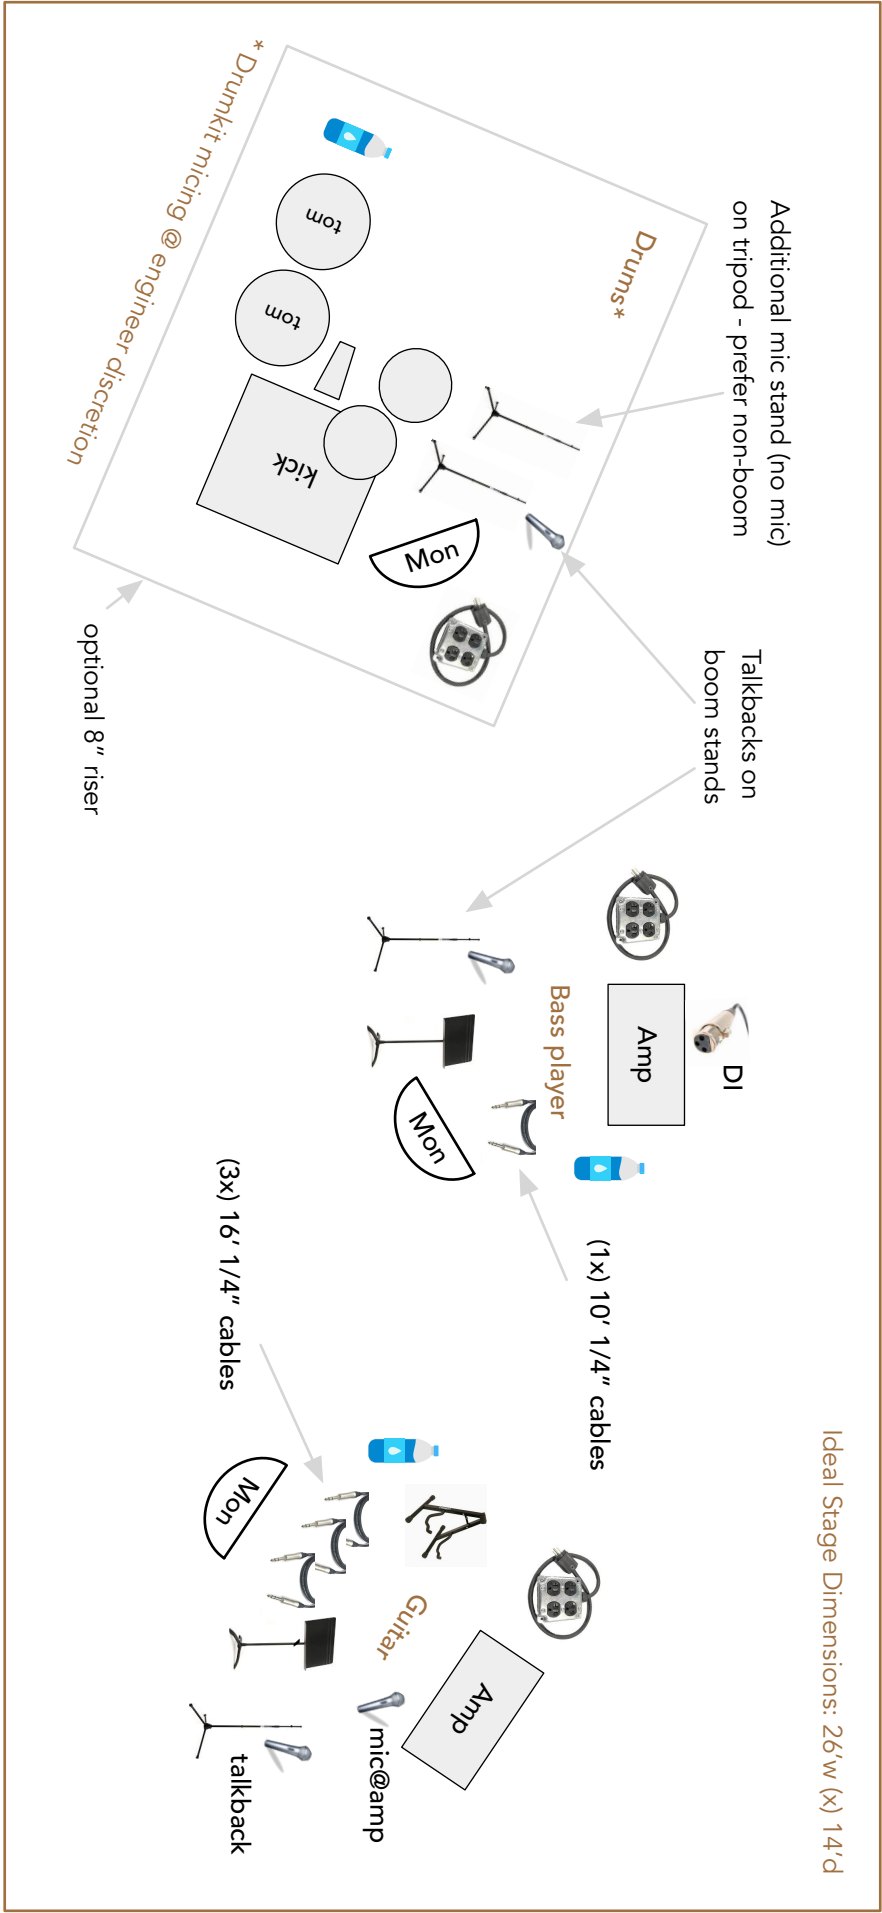 Ideal Stage Dimensions: 26'w (x) 14'd
Additional mic stand (no mic)
on tripod - prefer non-boom
Talkbacks on
boom stands
DI
Amp
Bass player
(1x) 10' 1/4" cables
Drums*
Mon
Mon
tom
tom
kick
Guitar
Amp
mic@amp
Mon
talkback
(3x) 16' 1/4" cables
optional 8" riser
*Drumkit micing @ engineer discretion